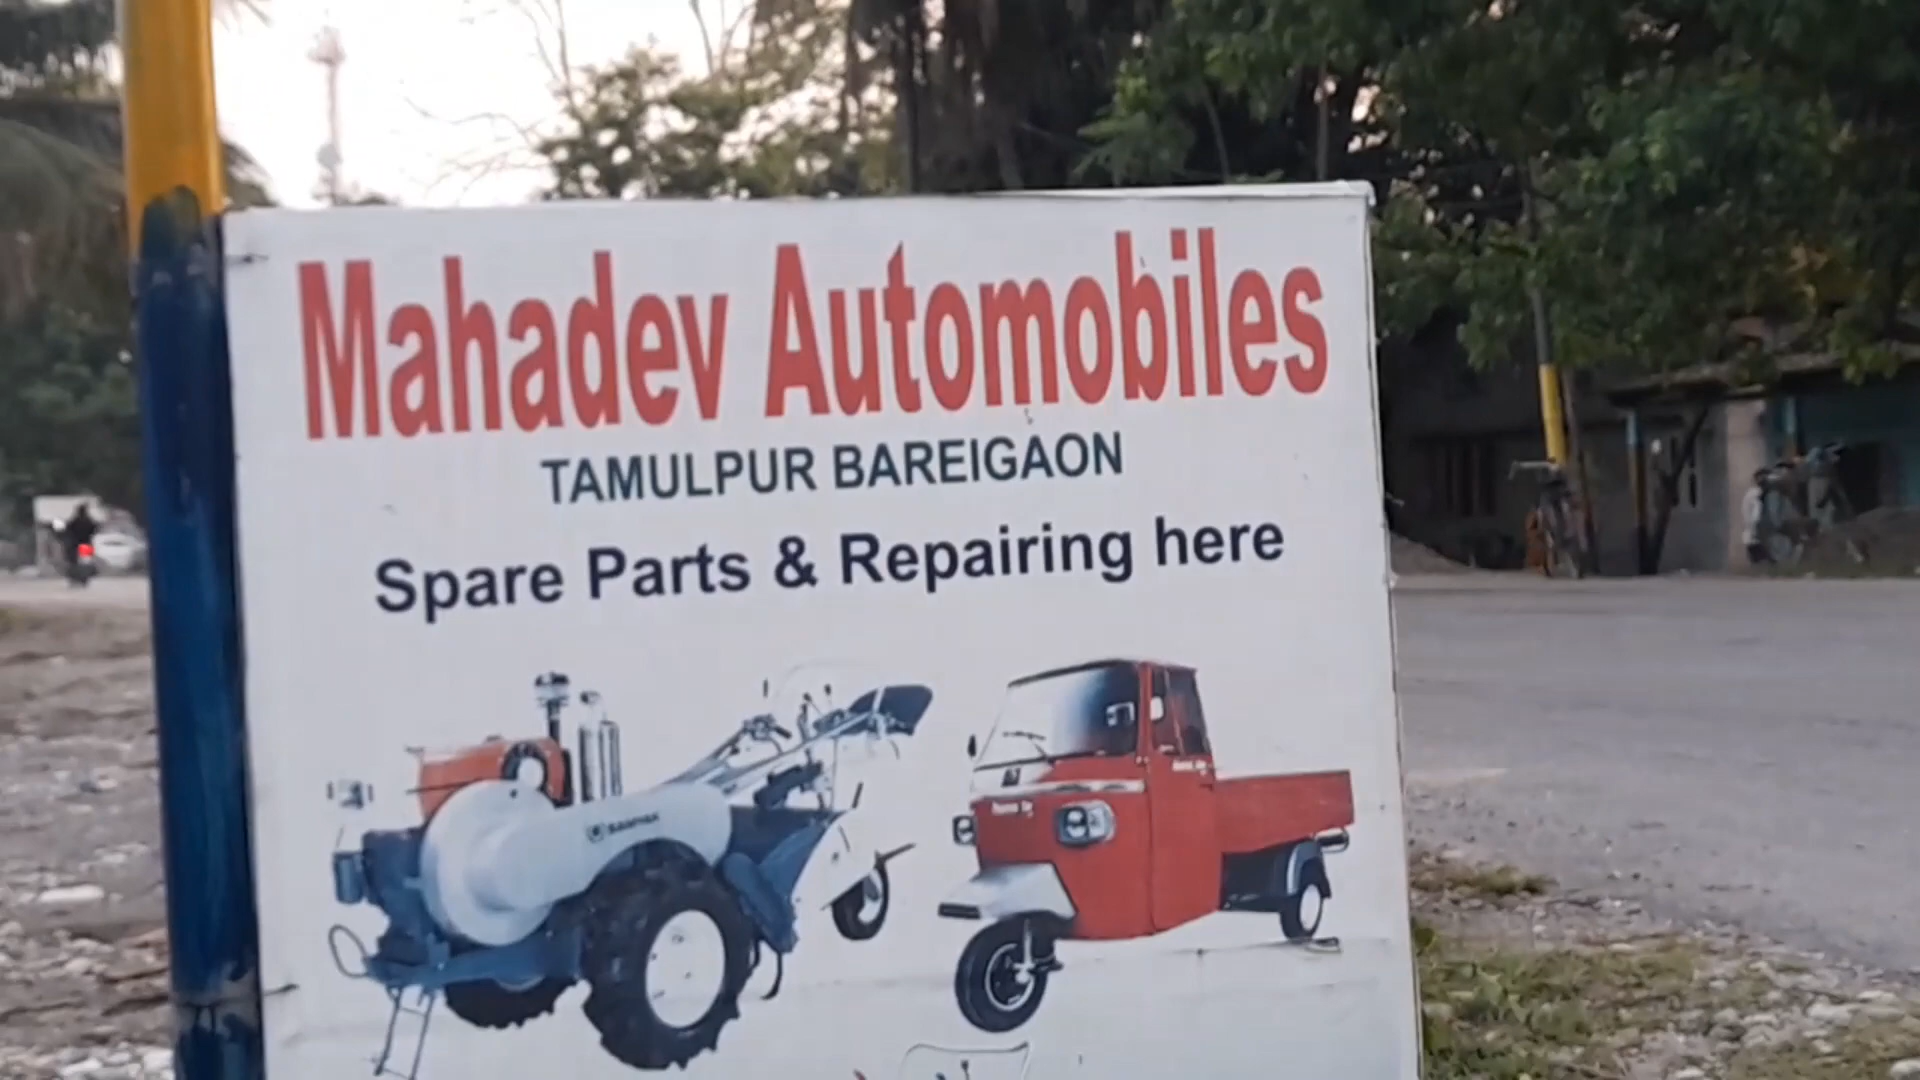 Mahadev Automobiles
TAMULPUR BAREIGAON
Spare Parts & Repairing here